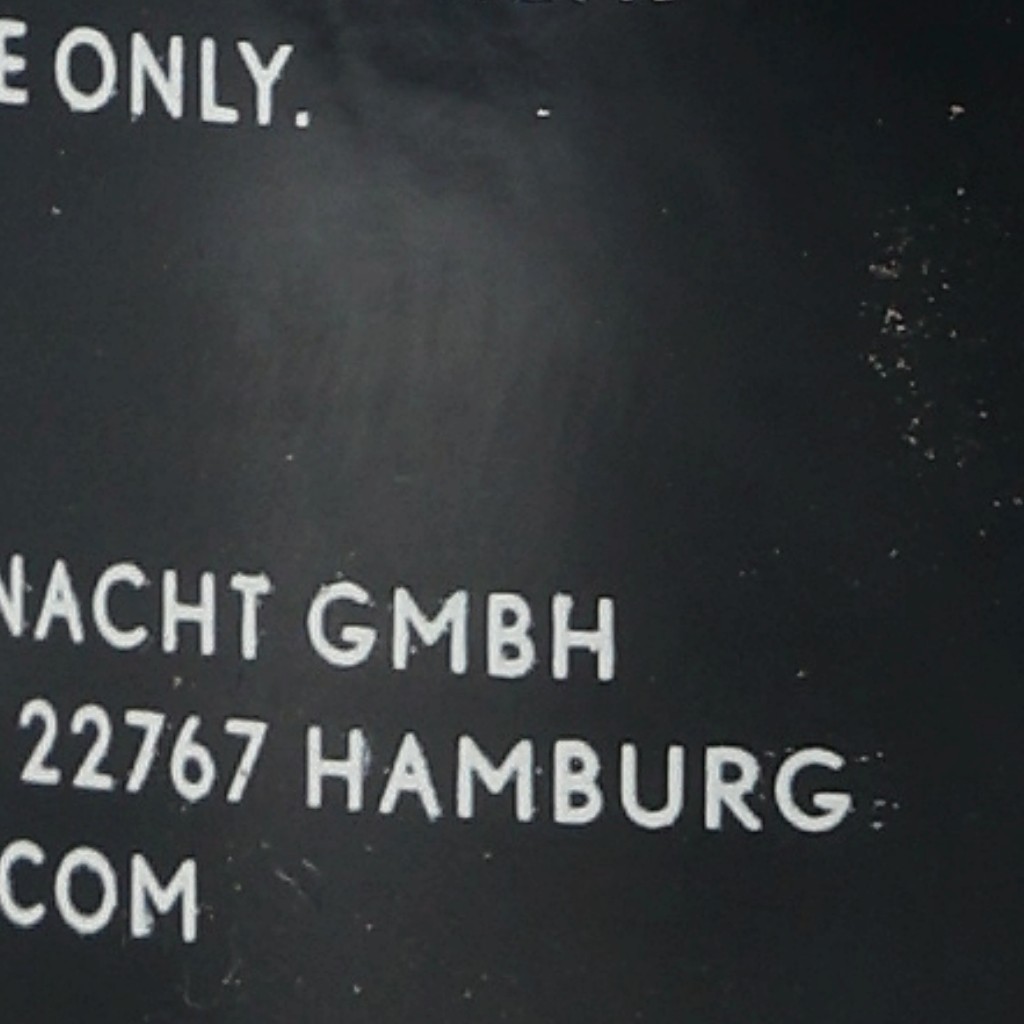 E ONLY.
NACHT GMBH
22767 HAMBURG
COM